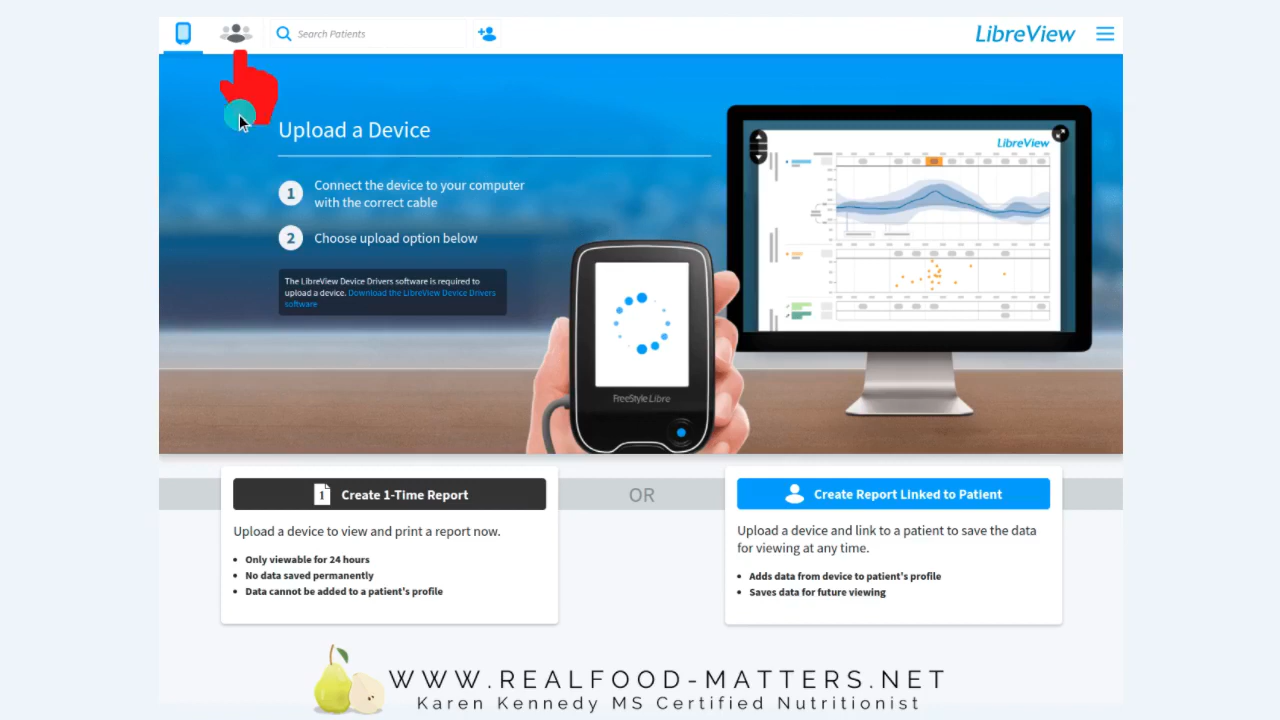 Search Patients
LibreView
Upload a Device
LibreView
1
Connect the device to your computer
with the correct cable
2
Choose upload option below
The LibreView Device Drivers software is required to
upload a device. Download the LibreView Device Drivers
software
FreeStyle Libre
1 Create 1-Time Report
OR
Create Report Linked to Patient
Upload a device to view and print a report now.
• Only viewable for 24 hours
• No data saved permanently
• Data cannot be added to a patient's profile
Upload a device and link to a patient to save the data
for viewing at any time.
• Adds data from device to patient's profile
• Saves data for future viewing
WWW.REALFOOD-MATTERS.NET
Karen Kennedy MS Certified Nutritionist